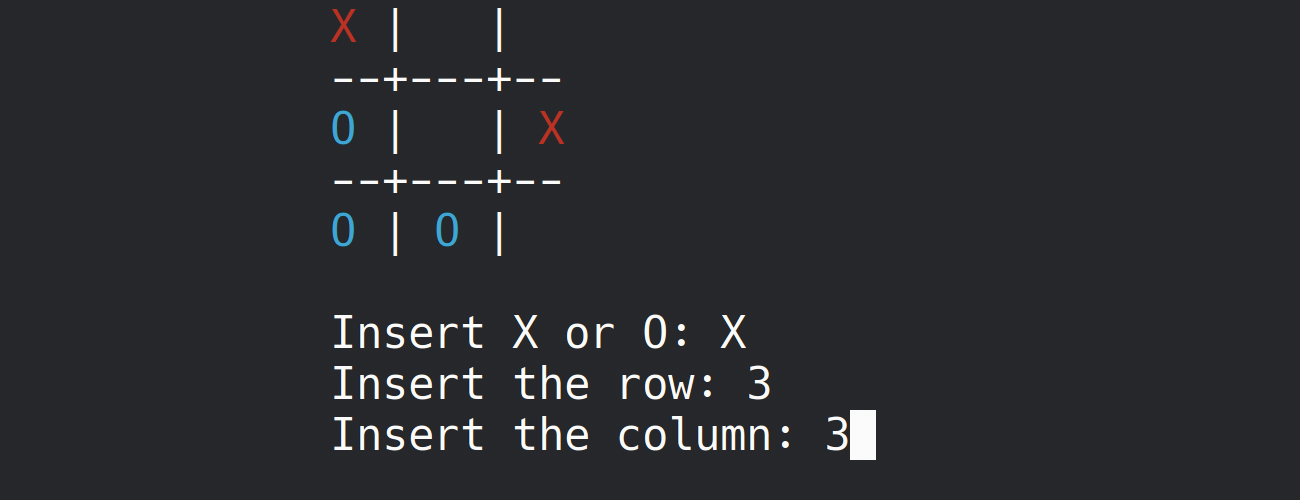 X |   |
--+---+--
O |   | X
--+---+--
O | O |
Insert X or O: X
Insert the row: 3
Insert the column: 3